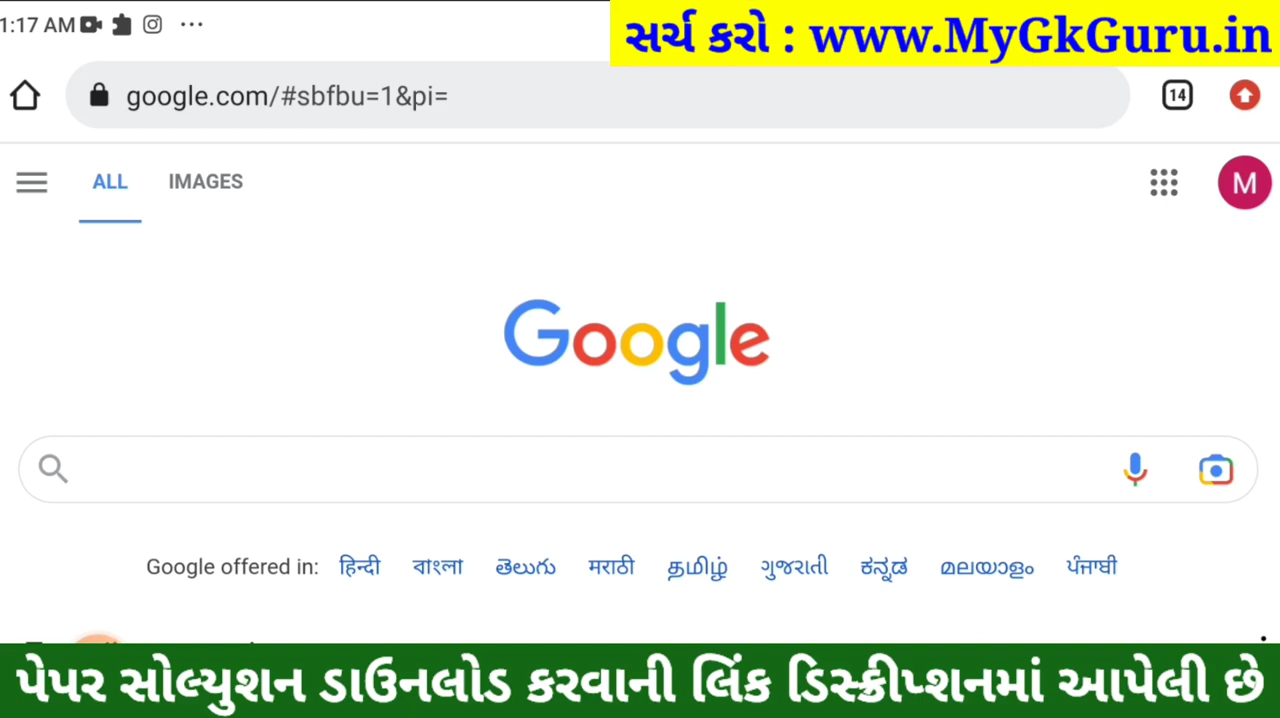 1:17 AM
સર્ચ કરો : www.MyGkGuru.in
google.com/#sbfbu=1&pi=
14
ALL IMAGES
M
Google
Google offered in: हिन्दी বাংলা తెలుగు मराठी தமிழ் ગુજરાતી ಕನ್ನಡ മലയാളം ਪੰਜਾਬੀ
પેપર સોલ્યુશન ડાઉનલોડ કરવાની લિંક ડિસ્ક્રીપ્શનમાં આપેલી છે